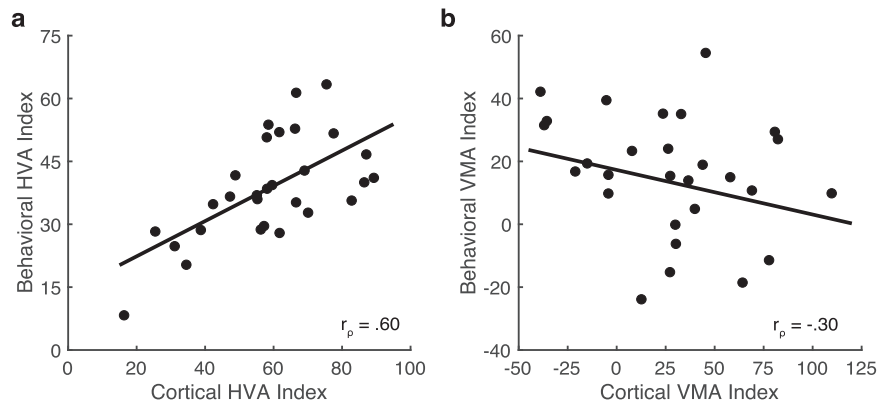 a
75
60
45
30
15
0
Behavioral HVA Index
r_ρ = .60
0 20 40 60 80 100
Cortical HVA Index
b
60
40
20
0
-20
-40
Behavioral VMA Index
r_ρ = -.30
-50 -25 0 25 50 75 100 125
Cortical VMA Index